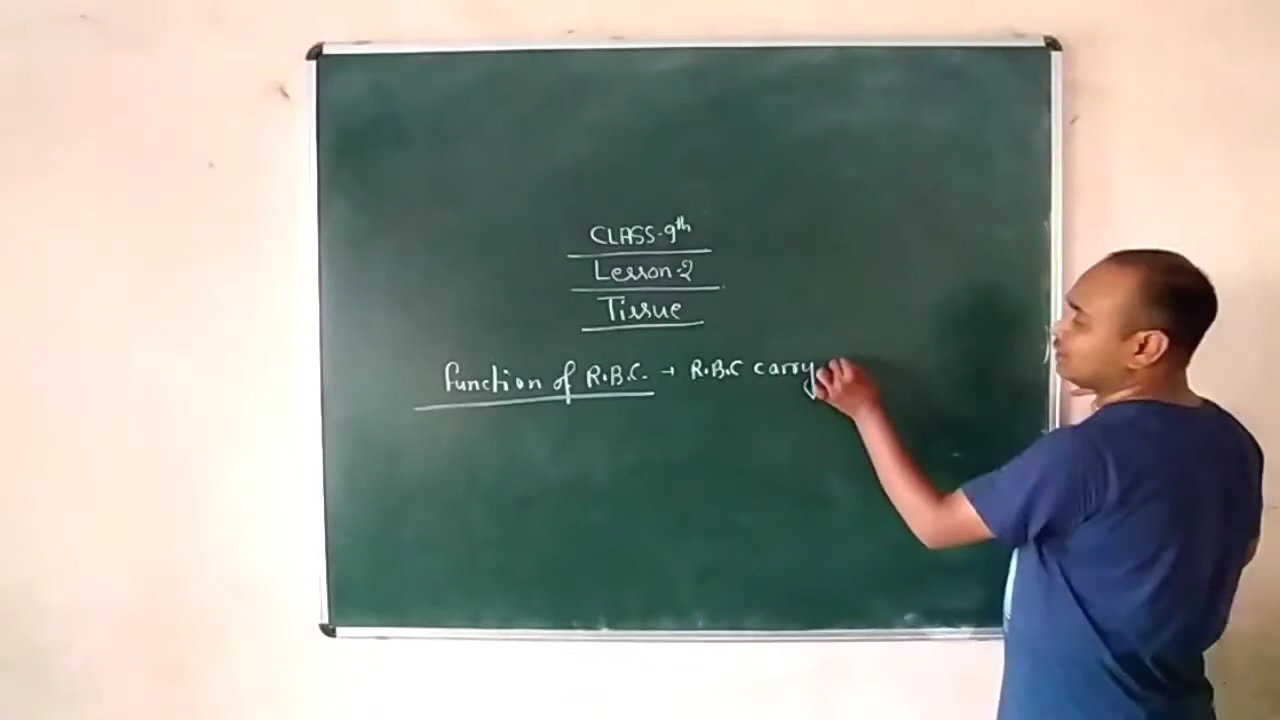 CLASS-9th
Lesson-2
Tissue
function of R.B.C. → R.B.C carry